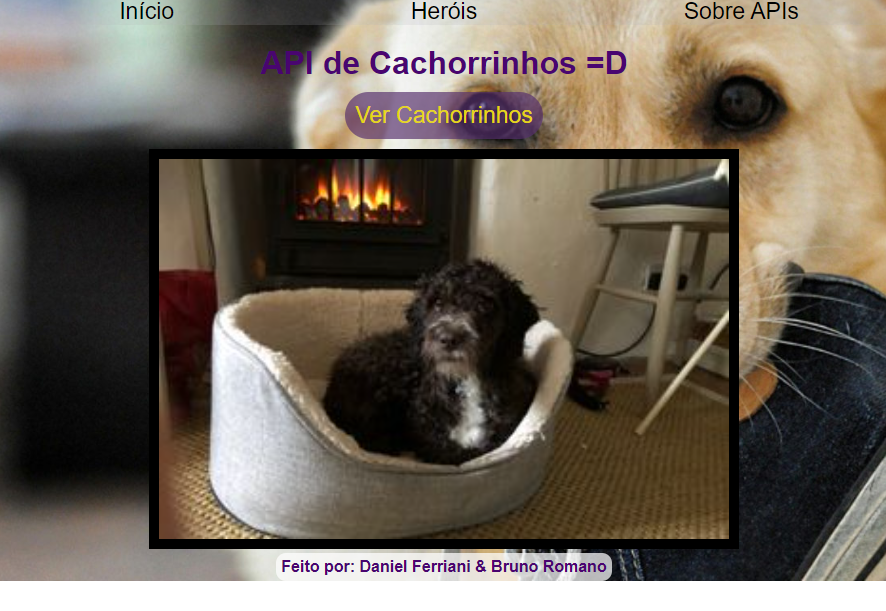 Início Heróis Sobre APIs
API de Cachorrinhos =D
Ver Cachorrinhos
Feito por: Daniel Ferriani & Bruno Romano